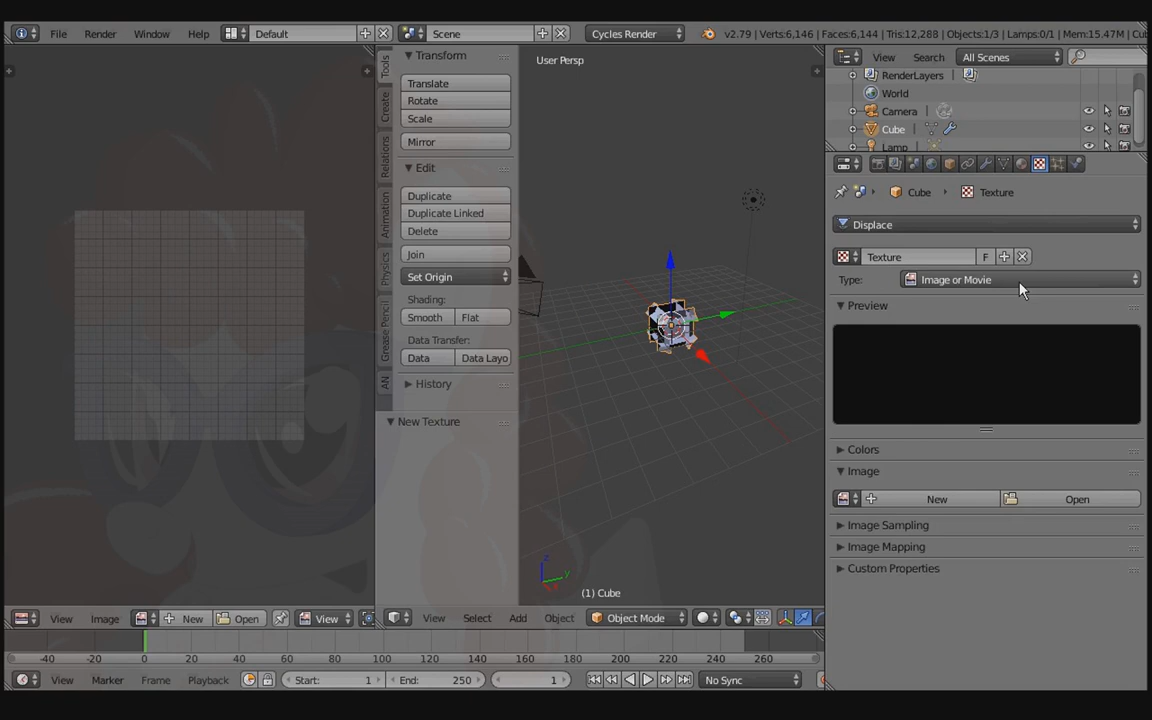 File Render Window Help Default Scene Cycles Render v2.79 | Verts:6,146 | Faces:6,144 | Tris:12,288 | Objects:1/3 | Lamps:0/1 | Mem:15.47M | Cu
View Search All Scenes
RenderLayers
World
Camera
Cube
Lamp
Tools
Create
Relations
Animation
Physics
Grease Pencil
AN
Transform
Translate
Rotate
Scale
Mirror
Edit
Duplicate
Duplicate Linked
Delete
Join
Set Origin
Shading:
Smooth Flat
Data Transfer:
Data Data Layo
History
New Texture
User Persp
(1) Cube
Cube Texture
Displace
Texture F
Type: Image or Movie
Preview
Colors
Image
New Open
Image Sampling
Image Mapping
Custom Properties
View Image New Open View
View Select Add Object Object Mode
-40 -20 0 20 40 60 80 100 120 140 160 180 200 220 240 260
View Marker Frame Playback Start: 1 End: 250 1 No Sync